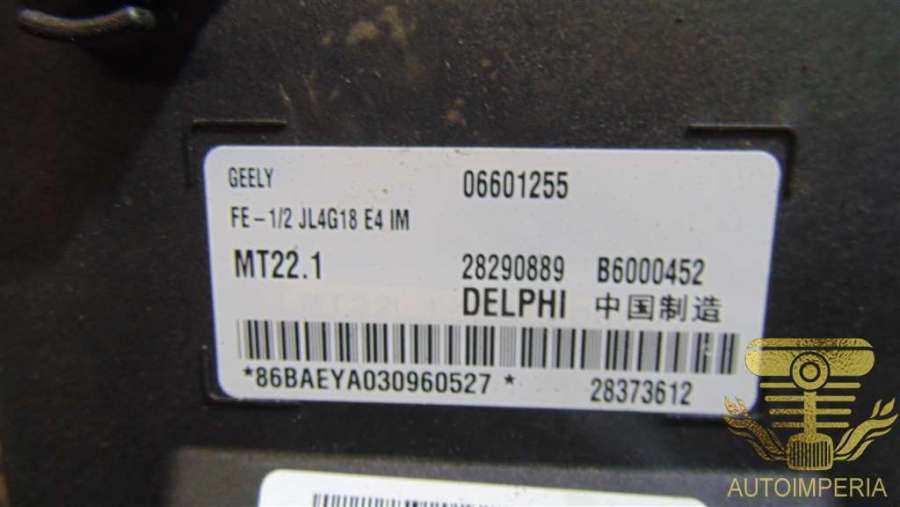 GEELY 06601255
FE-1/2 JL4G18 E4 IM
MT22.1 28290889 B6000452
DELPHI 中国制造
*86BAEYA030960527 *
28373612
AUTOIMPERIA